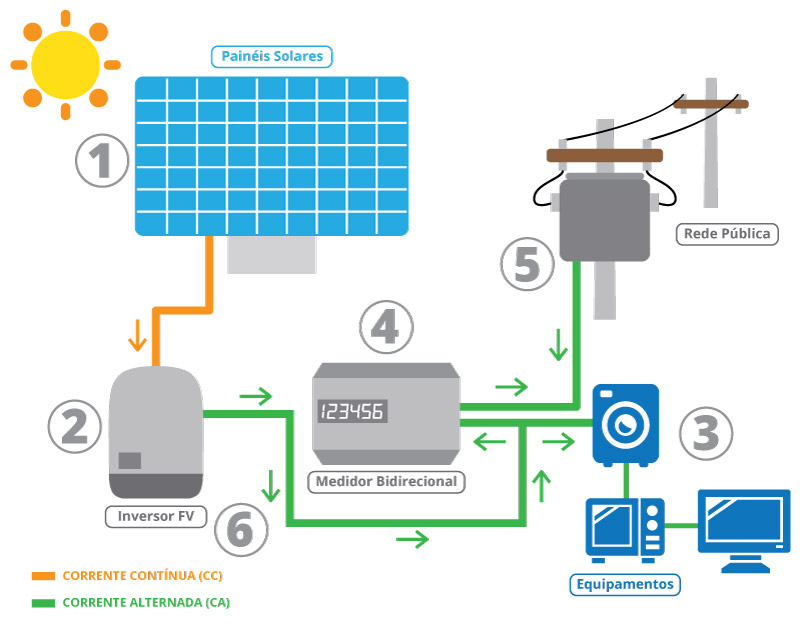 Painéis Solares
1
Rede Pública
5
4
2
123456
3
Medidor Bidirecional
Inversor FV
6
CORRENTE CONTÍNUA (CC)
Equipamentos
CORRENTE ALTERNADA (CA)